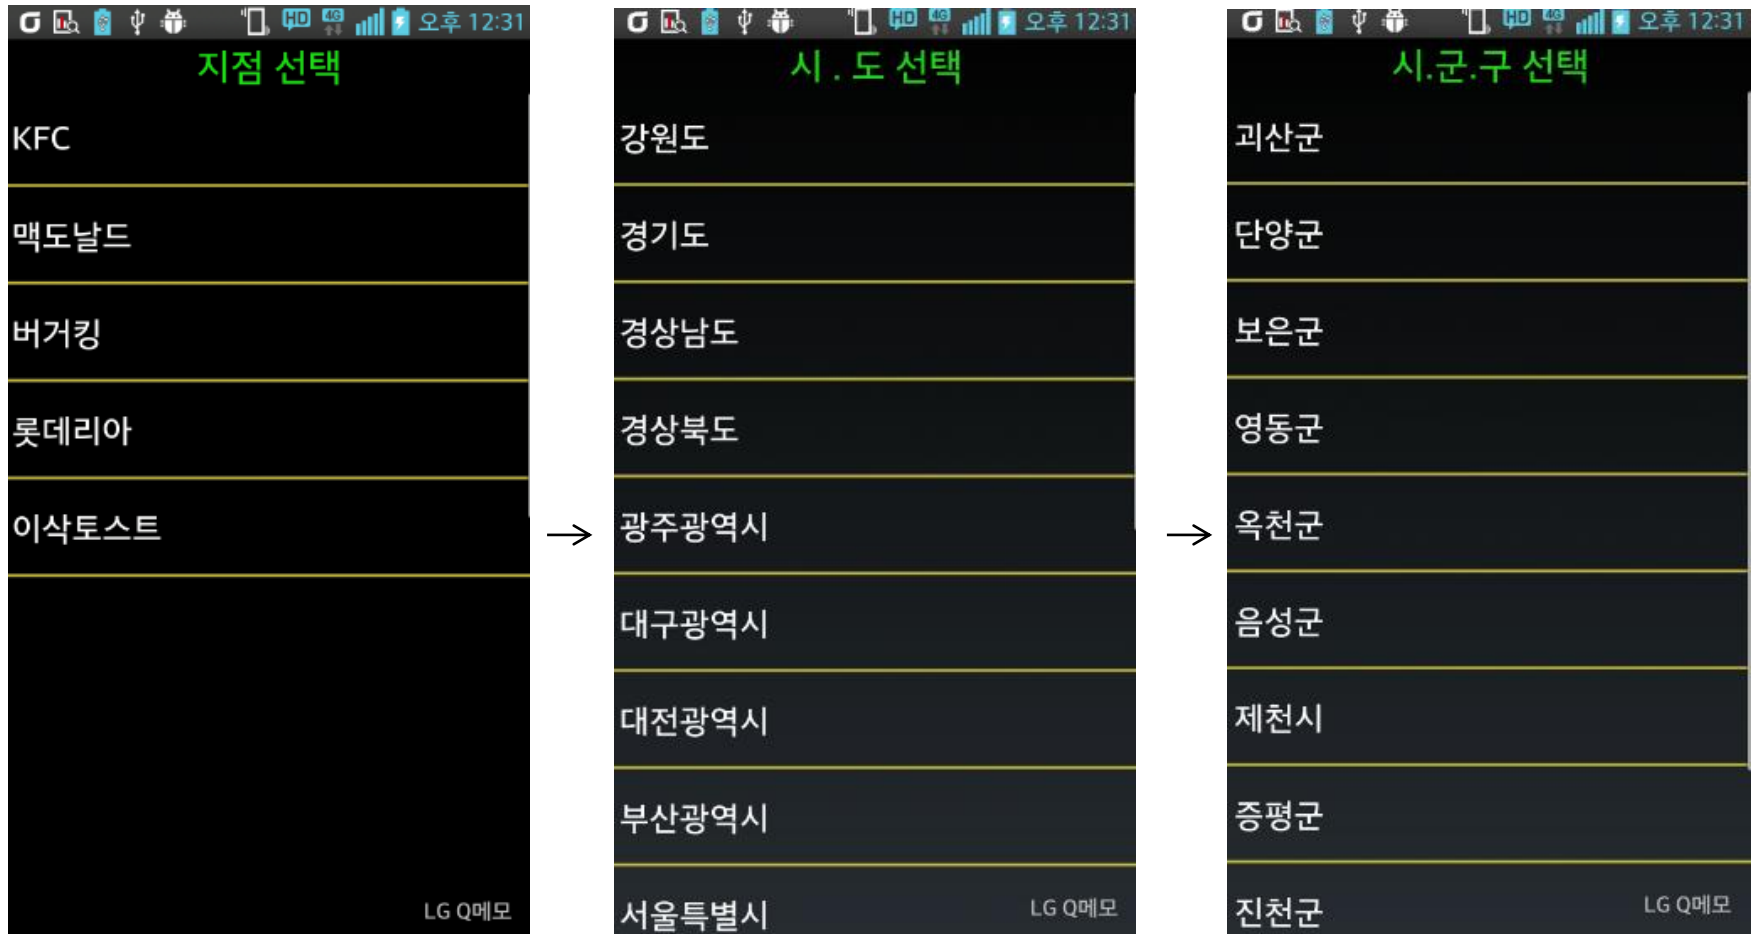 오후 12:31
지점 선택
KFC
맥도날드
버거킹
롯데리아
이삭토스트
LG Q메모
HD 4G 오후 12:31
시 . 도 선택
강원도
경기도
경상남도
경상북도
광주광역시
대구광역시
대전광역시
부산광역시
서울특별시
LG Q메모
HD 4G 오후 12:31
시.군.구 선택
괴산군
단양군
보은군
영동군
옥천군
음성군
제천시
증평군
진천군
LG Q메모